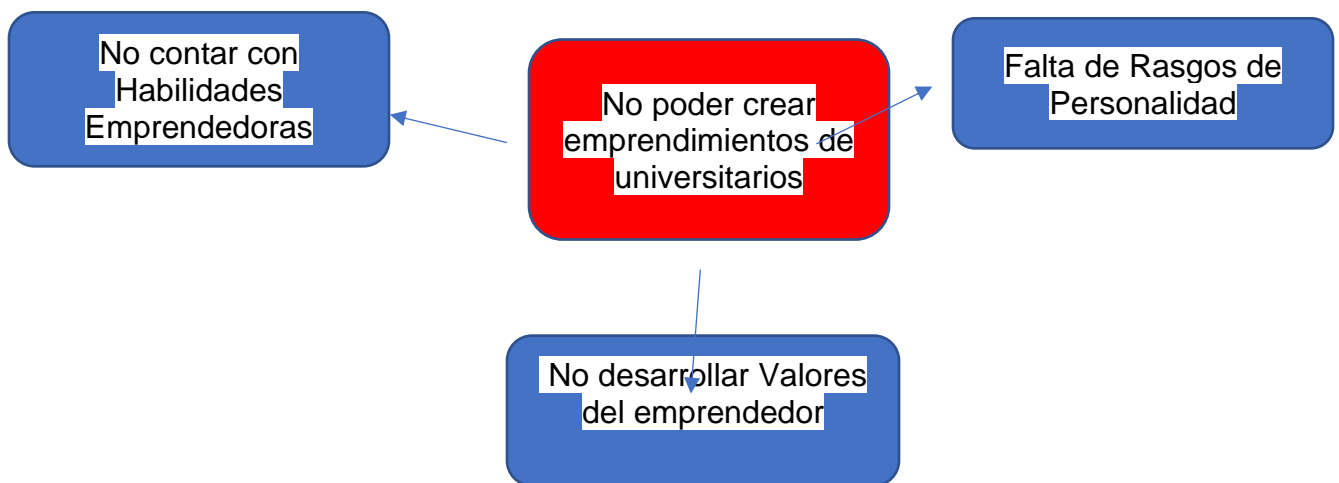 No contar con
Habilidades
Emprendedoras
No poder crear
emprendimientos de
universitarios
Falta de Rasgos de
Personalidad
No desarrollar Valores
del emprendedor